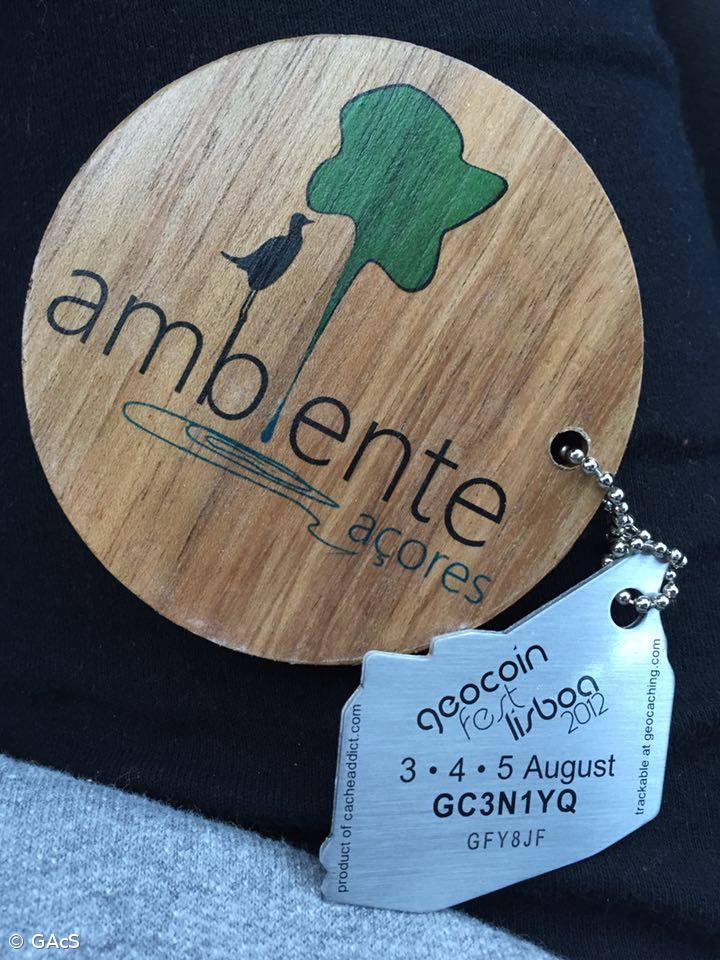 ambiente
açores
geocoin
fest
lisboa
2012
3 • 4 • 5 August
GC3N1YQ
GFY8JF
product of cacheaddict.com
trackable at geocaching.com
© GAcS